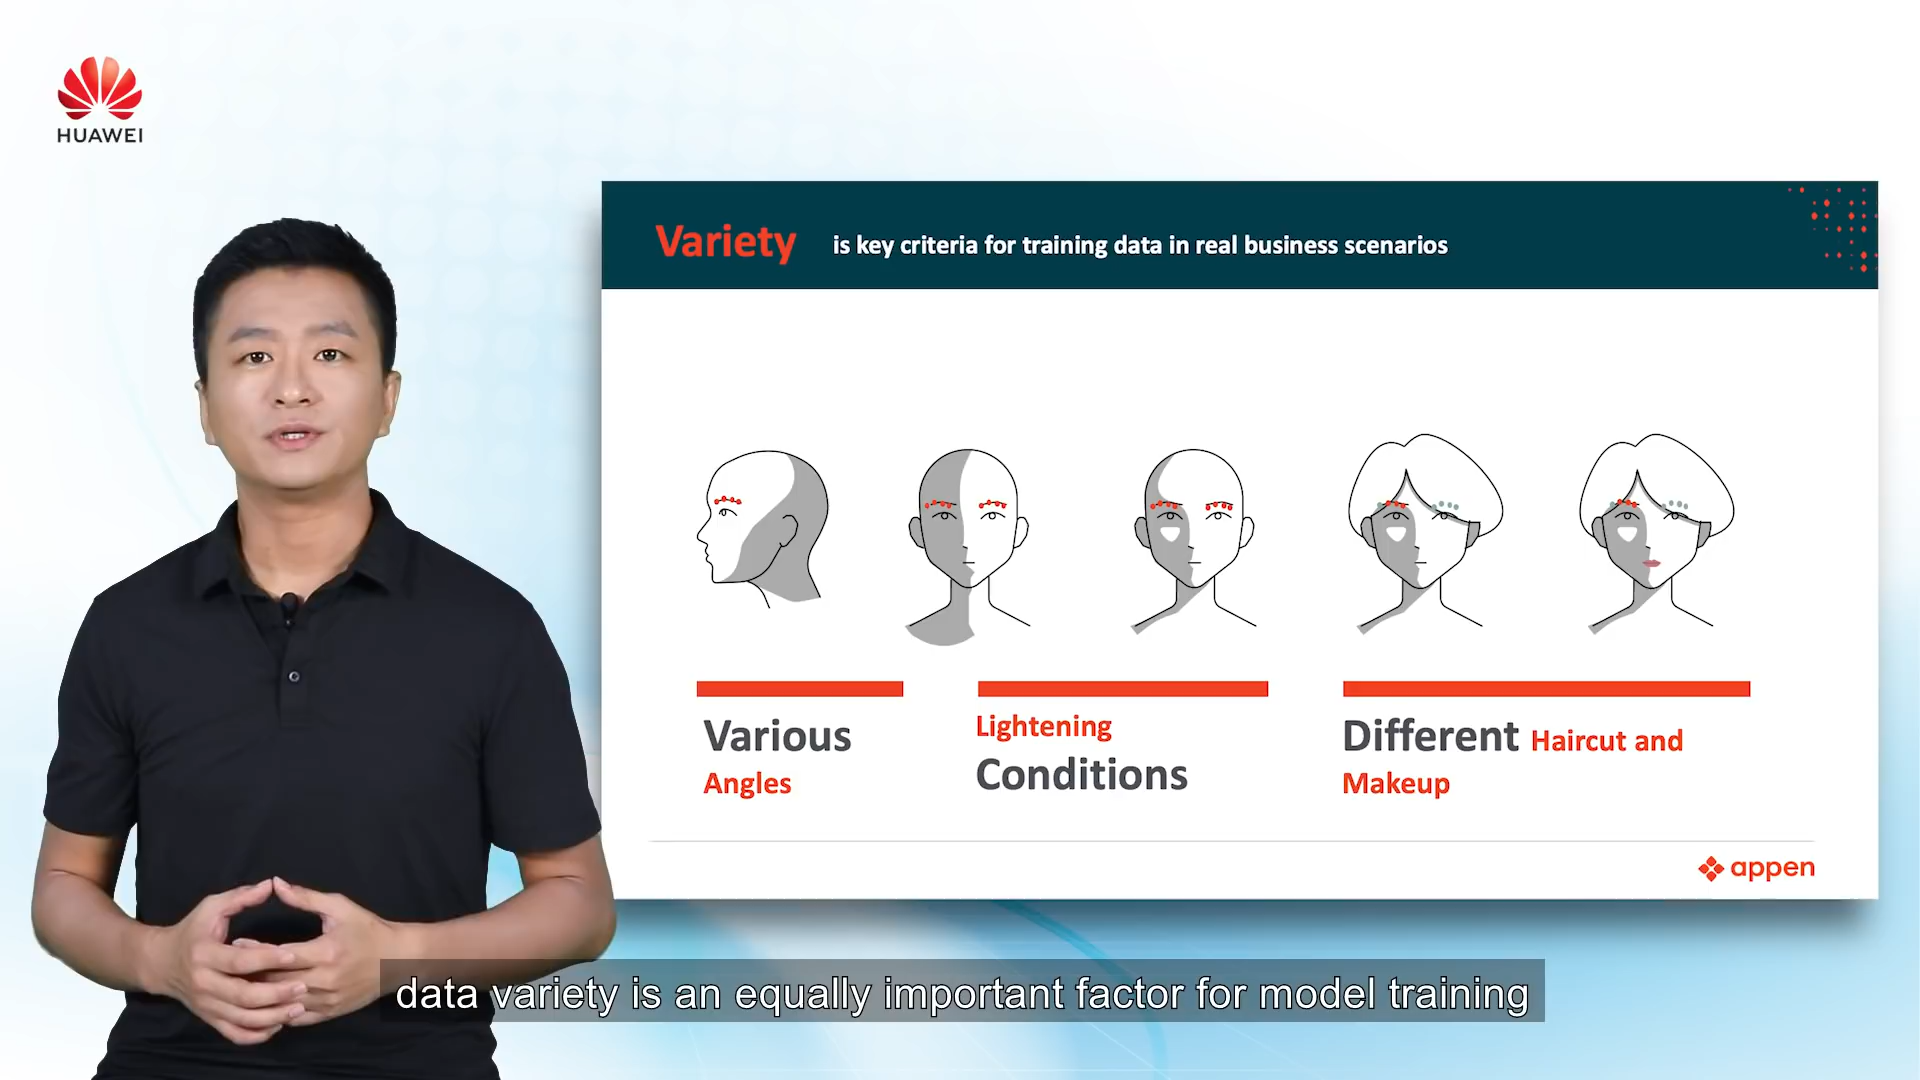 HUAWEI
Variety is key criteria for training data in real business scenarios
Various
Angles
Lightening
Conditions
Different Haircut and
Makeup
appen
data variety is an equally important factor for model training